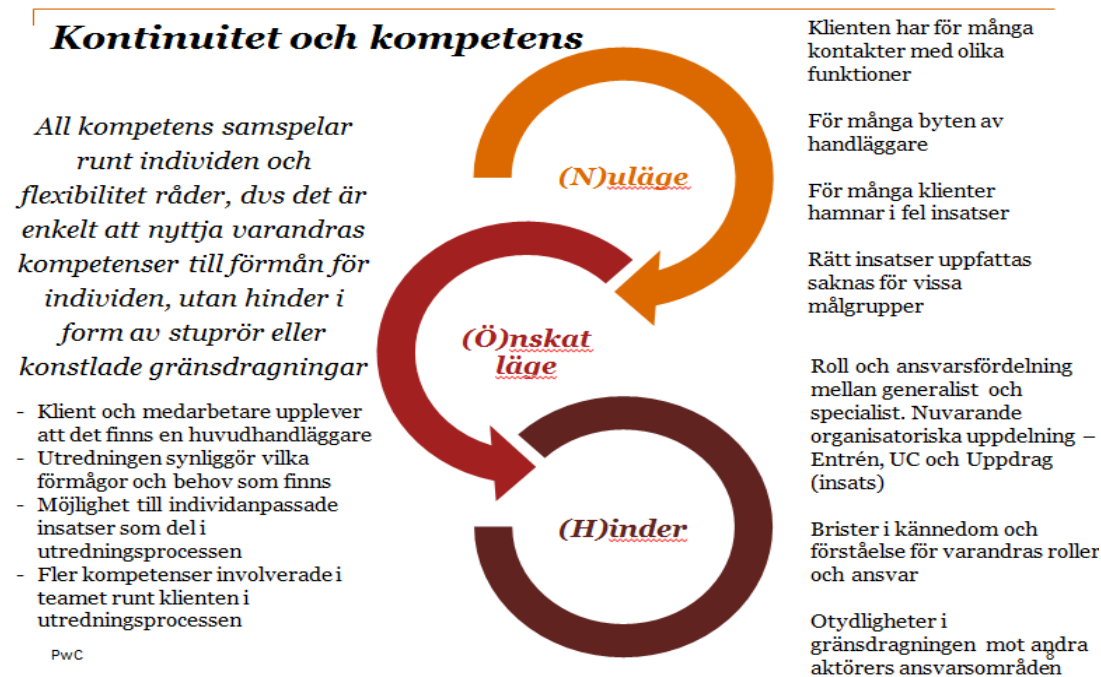 Kontinuitet och kompetens
All kompetens samspelar
runt individen och
flexibilitet råder, dvs det är
enkelt att nyttja varandras
kompetenser till förmån för
individen, utan hinder i
form av stuprör eller
konstlade gränsdragningar
- Klient och medarbetare upplever
att det finns en huvudhandläggare
- Utredningen synliggör vilka
förmågor och behov som finns
- Möjlighet till individanpassade
insatser som del i
utredningsprocessen
- Fler kompetenser involverade i
teamet runt klienten i
utredningsprocessen
PwC
(N)uläge
(Ö)nskat
läge
(H)inder
Klienten har för många
kontakter med olika
funktioner
För många byten av
handläggare
För många klienter
hamnar i fel insatser
Rätt insatser uppfattas
saknas för vissa
målgrupper
Roll och ansvarsfördelning
mellan generalist och
specialist. Nuvarande
organisatoriska uppdelning –
Entrén, UC och Uppdrag
(insats)
Brister i kännedom och
förståelse för varandras roller
och ansvar
Otydligheter i
gränsdragningen mot andra
aktörers ansvarsområden